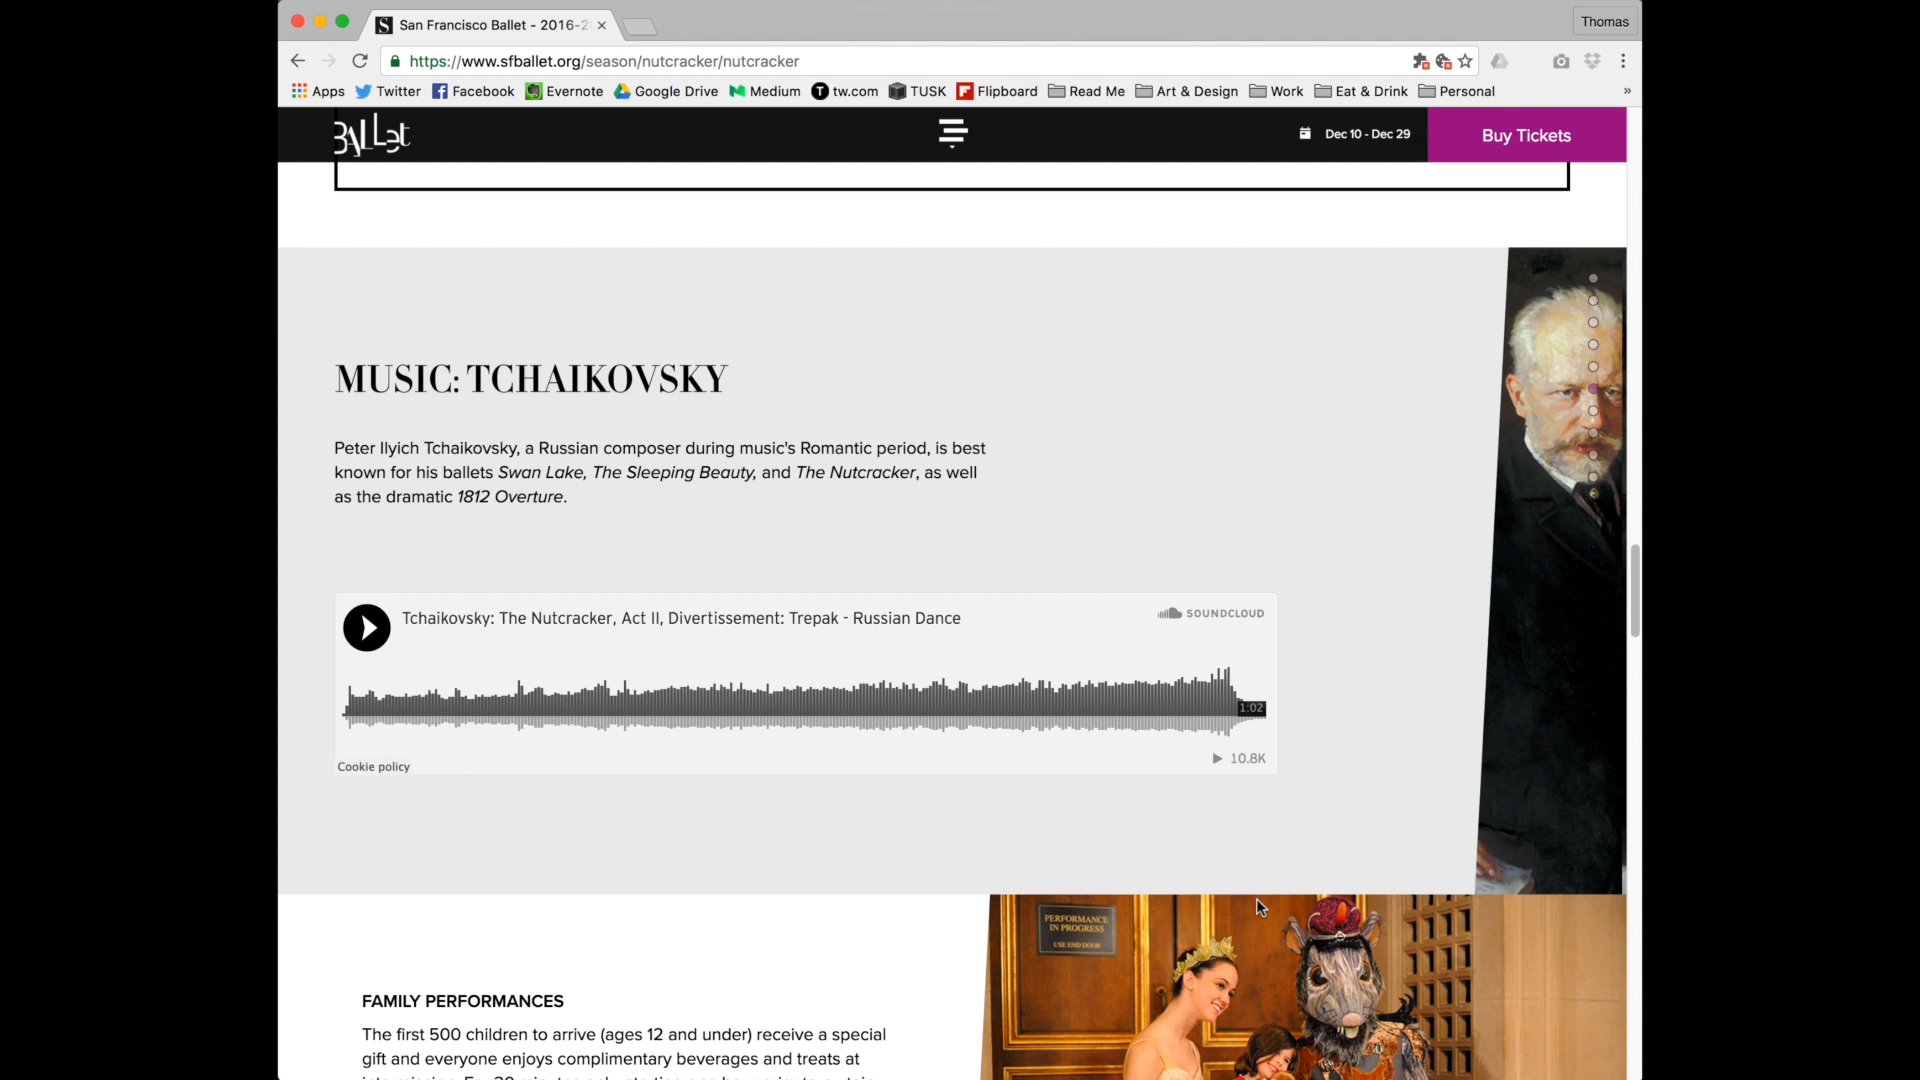 San Francisco Ballet - 2016-2
Thomas
https://www.sfballet.org/season/nutcracker/nutcracker
Apps Twitter Facebook Evernote Google Drive Medium tw.com TUSK Flipboard Read Me Art & Design Work Eat & Drink Personal »
BALLet
Dec 10 - Dec 29
Buy Tickets
MUSIC: TCHAIKOVSKY
Peter Ilyich Tchaikovsky, a Russian composer during music's Romantic period, is best
known for his ballets Swan Lake, The Sleeping Beauty, and The Nutcracker, as well
as the dramatic 1812 Overture.
Tchaikovsky: The Nutcracker, Act II, Divertissement: Trepak - Russian Dance
SOUNDCLOUD
1:02
10.8K
Cookie policy
PERFORMANCE
IN PROGRESS
USE END DOOR
FAMILY PERFORMANCES
The first 500 children to arrive (ages 12 and under) receive a special
gift and everyone enjoys complimentary beverages and treats at